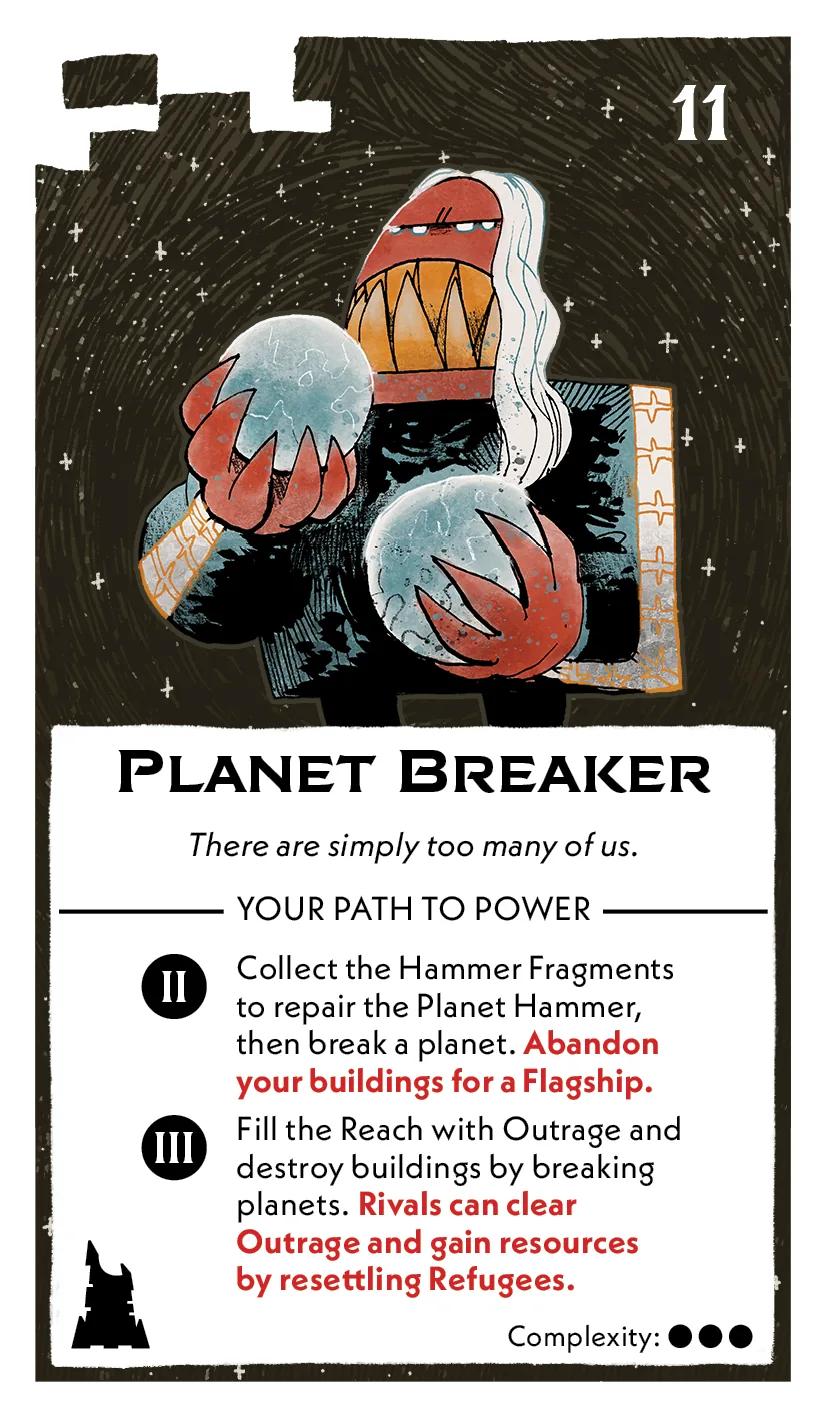 11
Planet Breaker
There are simply too many of us.
YOUR PATH TO POWER
II
Collect the Hammer Fragments
to repair the Planet Hammer,
then break a planet. Abandon
your buildings for a Flagship.
III
Fill the Reach with Outrage and
destroy buildings by breaking
planets. Rivals can clear
Outrage and gain resources
by resettling Refugees.
Complexity: